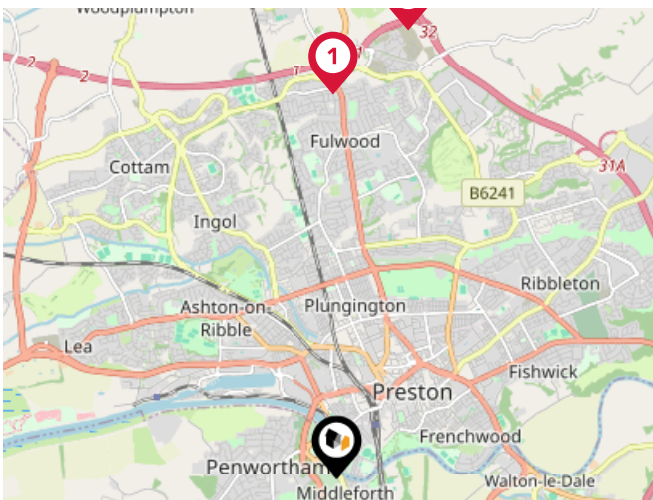 Woodplumpton
32
2
1
1
1
2
Fulwood
Cottam
31A
B6241
Ingol
Ribbleton
Ashton-on-
Ribble
Plungington
Lea
Fishwick
Preston
Frenchwood
Penwortham
Walton-le-Dale
Middleforth